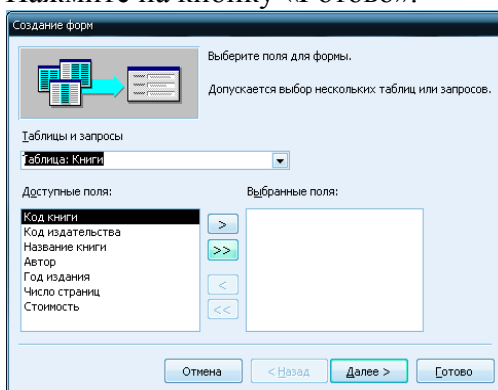 Нажмите на кнопку «Готово».
Создание форм
Выберите поля для формы.
Допускается выбор нескольких таблиц или запросов.
Таблицы и запросы
Таблица: Книги
Доступные поля:
Выбранные поля:
Код книги
Код издательства
Название книги
Автор
Год издания
Число страниц
Стоимость
>
>>
<
<<
Отмена
< Назад
Далее >
Готово